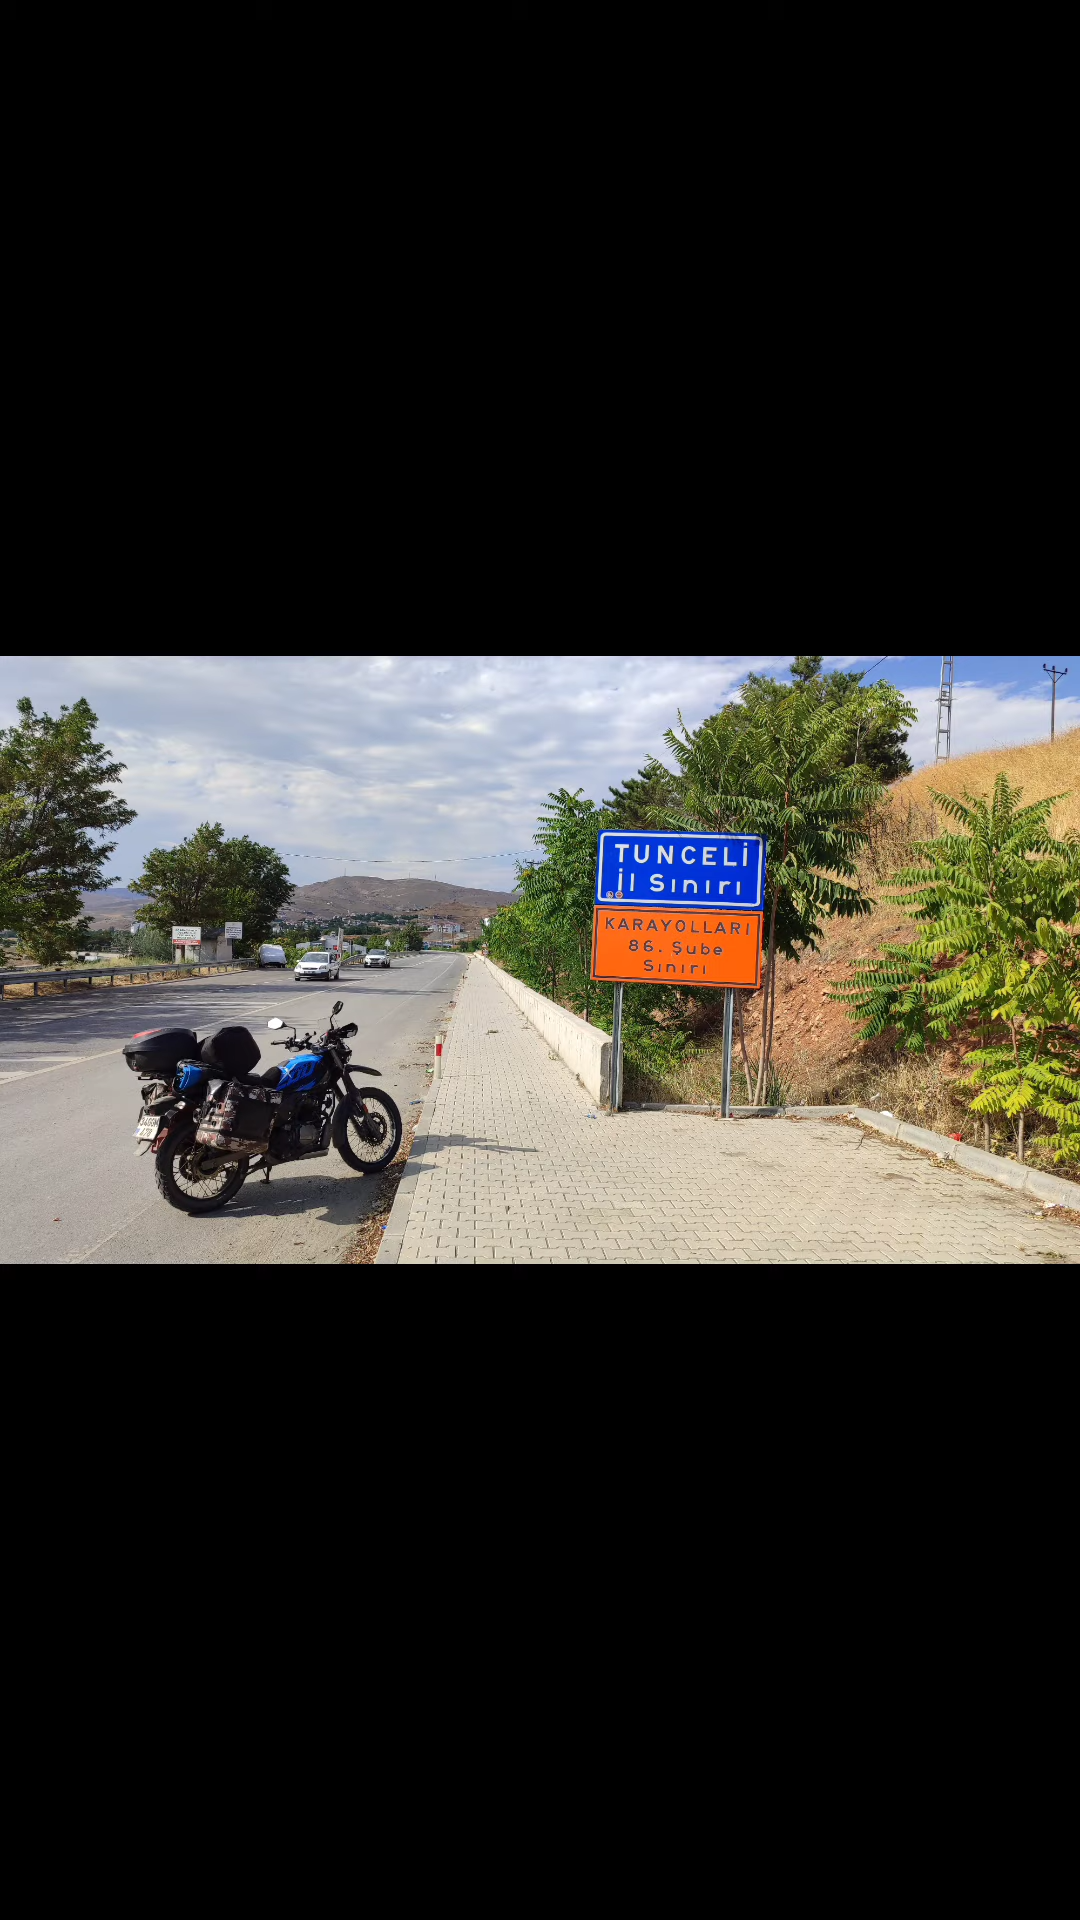 TUNCELİ
İl Sınırı
KARAYOLLARI
86. Şube
Sınırı